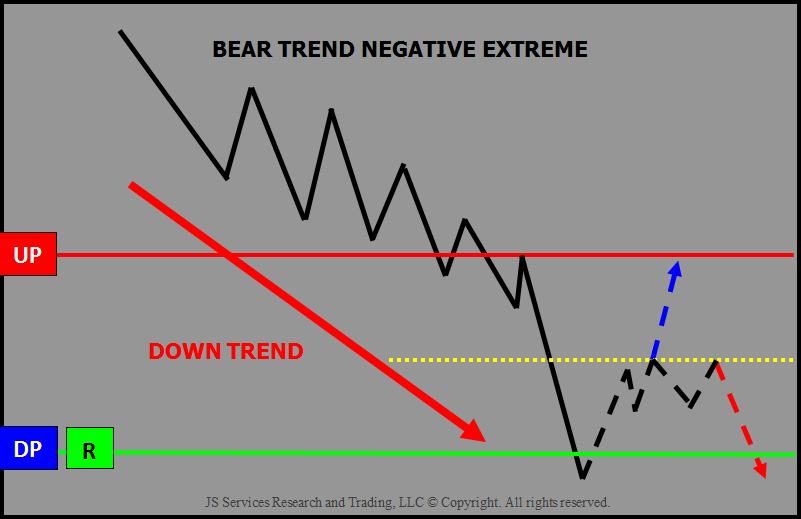 BEAR TREND NEGATIVE EXTREME
UP
DOWN TREND
DP R
JS Services Research and Trading, LLC © Copyright. All rights reserved.